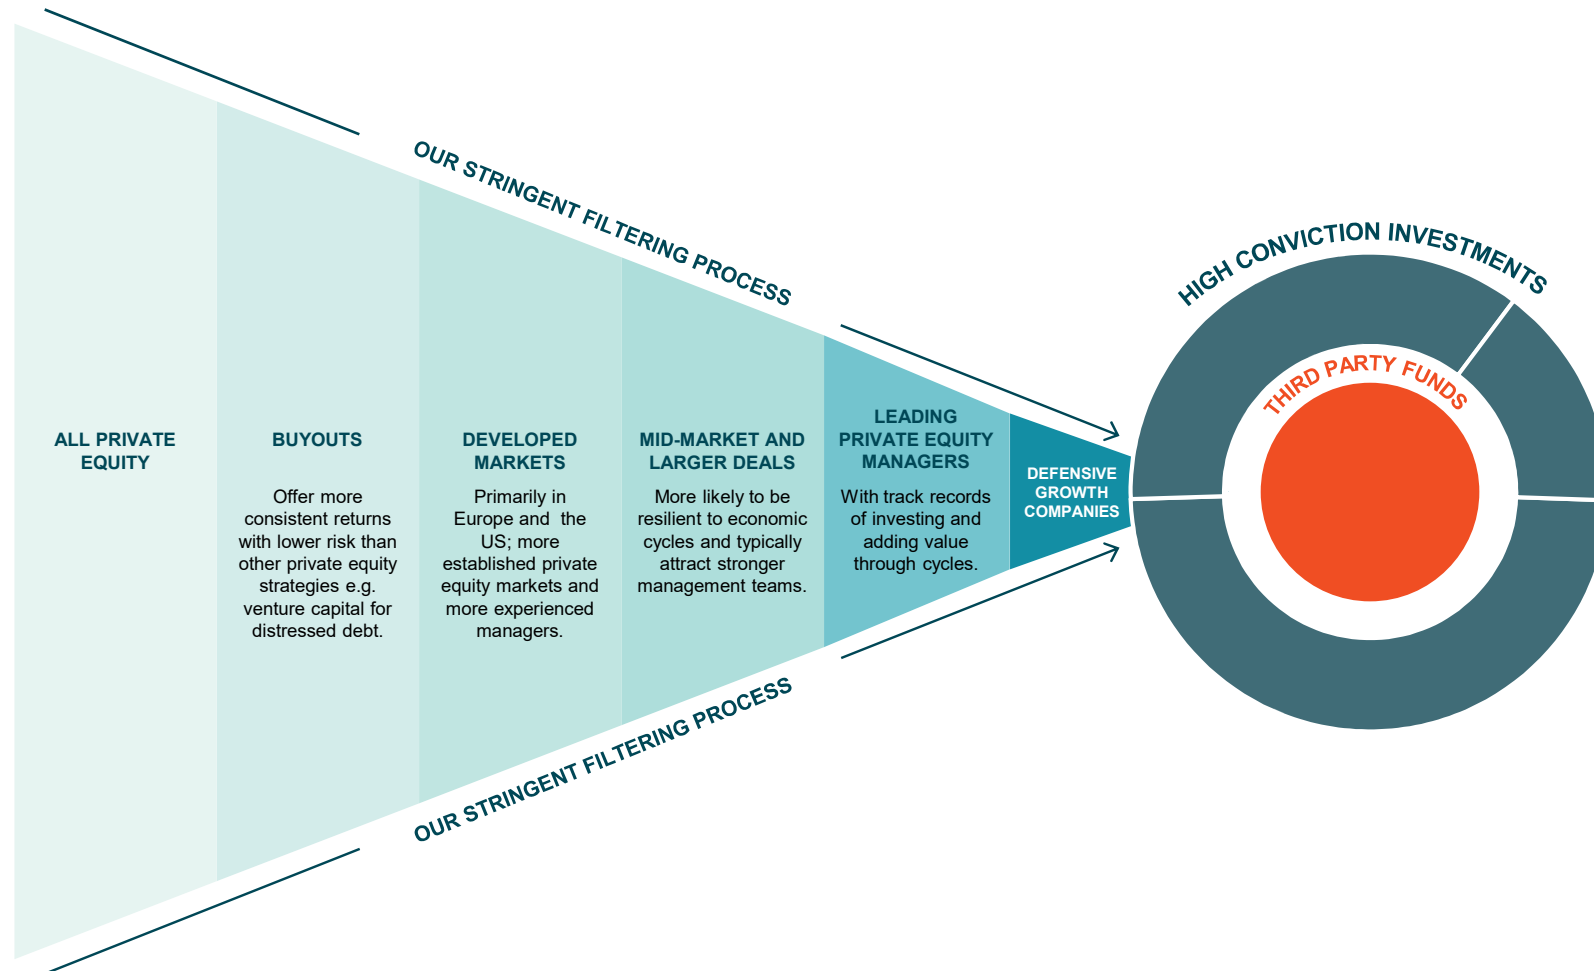 OUR STRINGENT FILTERING PROCESS
HIGH CONVICTION INVESTMENTS
THIRD PARTY FUNDS
ALL PRIVATE
EQUITY
BUYOUTS
Offer more
consistent returns
with lower risk than
other private equity
strategies e.g.
venture capital for
distressed debt.
DEVELOPED
MARKETS
Primarily in
Europe and  the
US; more
established private
equity markets and
more experienced
managers.
MID-MARKET AND
LARGER DEALS
More likely to be
resilient to economic
cycles and typically
attract stronger
management teams.
LEADING
PRIVATE EQUITY
MANAGERS
With track records
of investing and
adding value
through cycles.
DEFENSIVE
GROWTH
COMPANIES
OUR STRINGENT FILTERING PROCESS